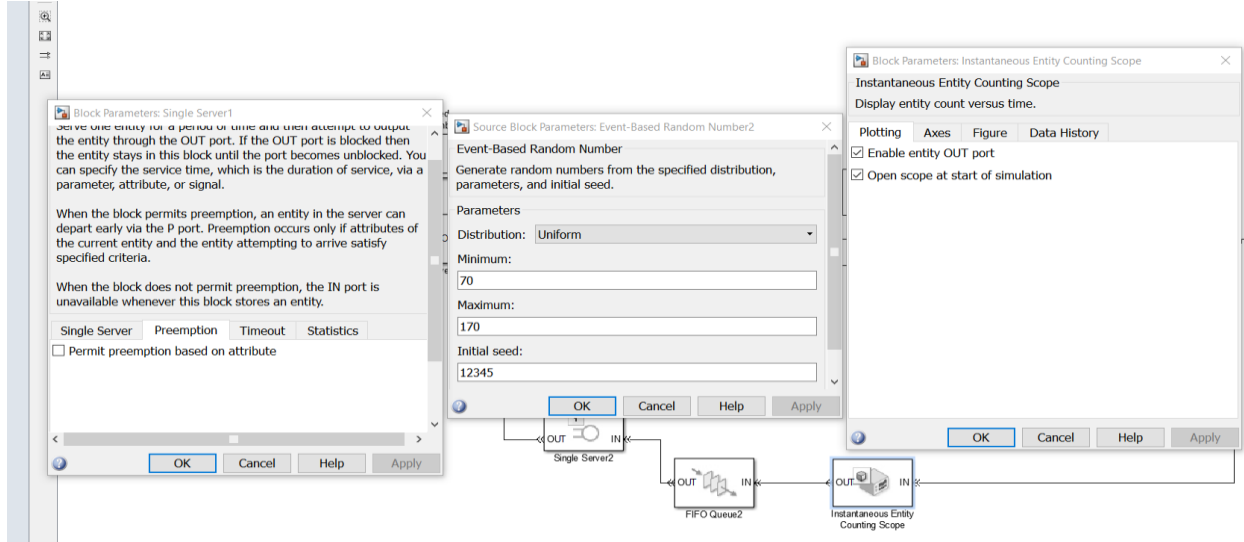 Block Parameters: Single Server1
Serve one entity for a period of time and then attempt to output
the entity through the OUT port. If the OUT port is blocked then
the entity stays in this block until the port becomes unblocked. You
can specify the service time, which is the duration of service, via a
parameter, attribute, or signal.
When the block permits preemption, an entity in the server can
depart early via the P port. Preemption occurs only if attributes of
the current entity and the entity attempting to arrive satisfy
specified criteria.
When the block does not permit preemption, the IN port is
unavailable whenever this block stores an entity.
Single Server Preemption Timeout Statistics
Permit preemption based on attribute
OK Cancel Help Apply
Source Block Parameters: Event-Based Random Number2
Event-Based Random Number
Generate random numbers from the specified distribution,
parameters, and initial seed.
Parameters
Distribution: Uniform
Minimum:
70
Maximum:
170
Initial seed:
12345
OK Cancel Help Apply
Block Parameters: Instantaneous Entity Counting Scope
Instantaneous Entity Counting Scope
Display entity count versus time.
Plotting Axes Figure Data History
Enable entity OUT port
Open scope at start of simulation
OK Cancel Help Apply
OUT IN
Single Server2
OUT IN
FIFO Queue2
OUT IN
Instantaneous Entity
Counting Scope